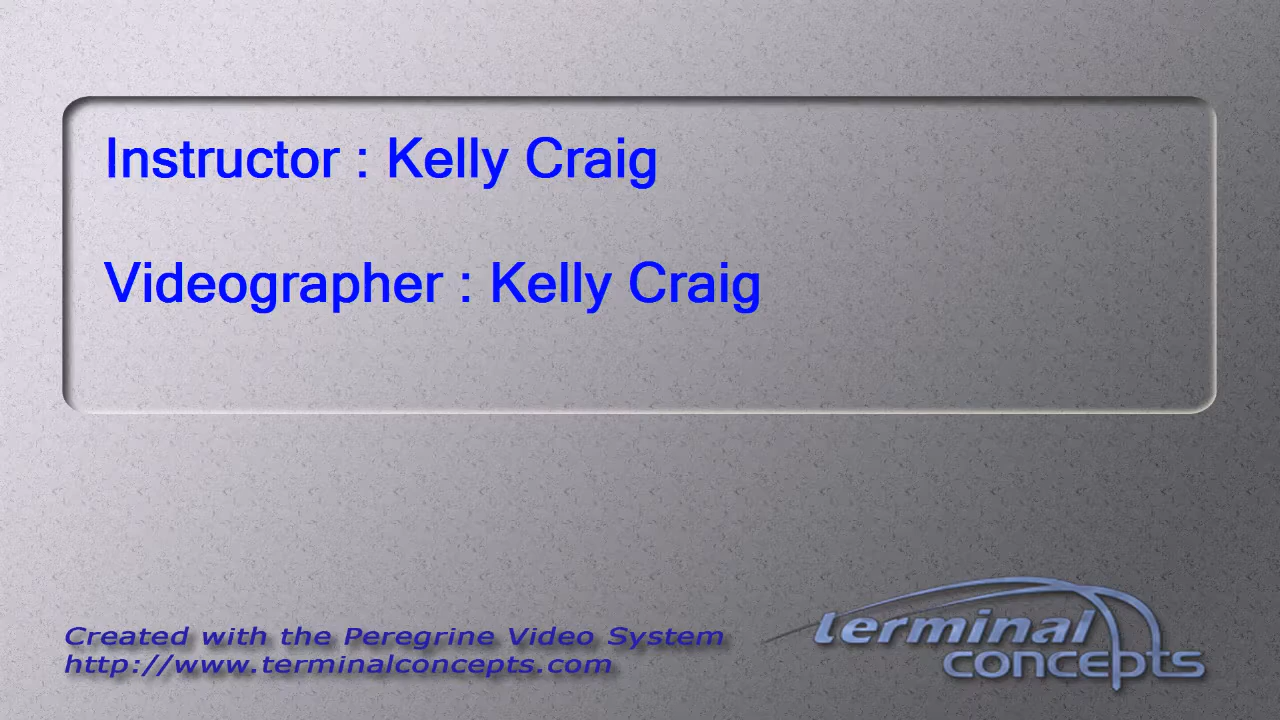 Instructor : Kelly Craig
Videographer : Kelly Craig
Created with the Peregrine Video System
http://www.terminalconcepts.com
terminal
concepts